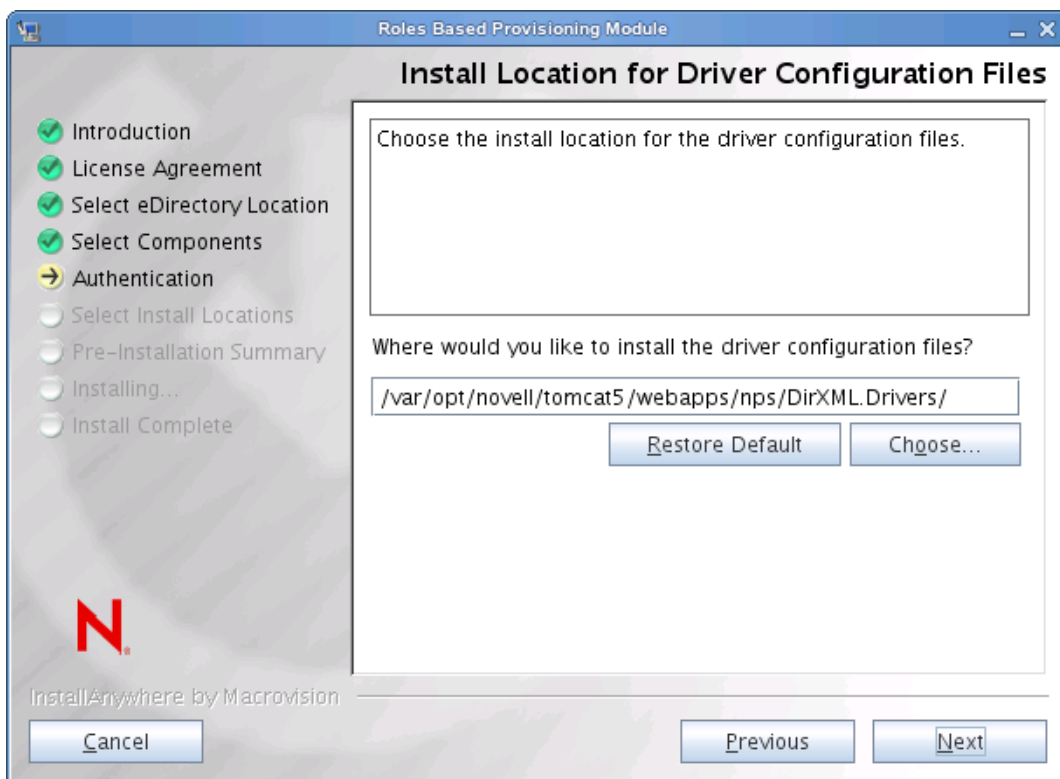 Roles Based Provisioning Module
Install Location for Driver Configuration Files
Introduction
License Agreement
Select eDirectory Location
Select Components
Authentication
Select Install Locations
Pre-Installation Summary
Installing...
Install Complete
Choose the install location for the driver configuration files.
Where would you like to install the driver configuration files?
/var/opt/novell/tomcat5/webapps/nps/DirXML.Drivers/
Restore Default
Choose...
N
InstallAnywhere by Macrovision
Cancel
Previous
Next